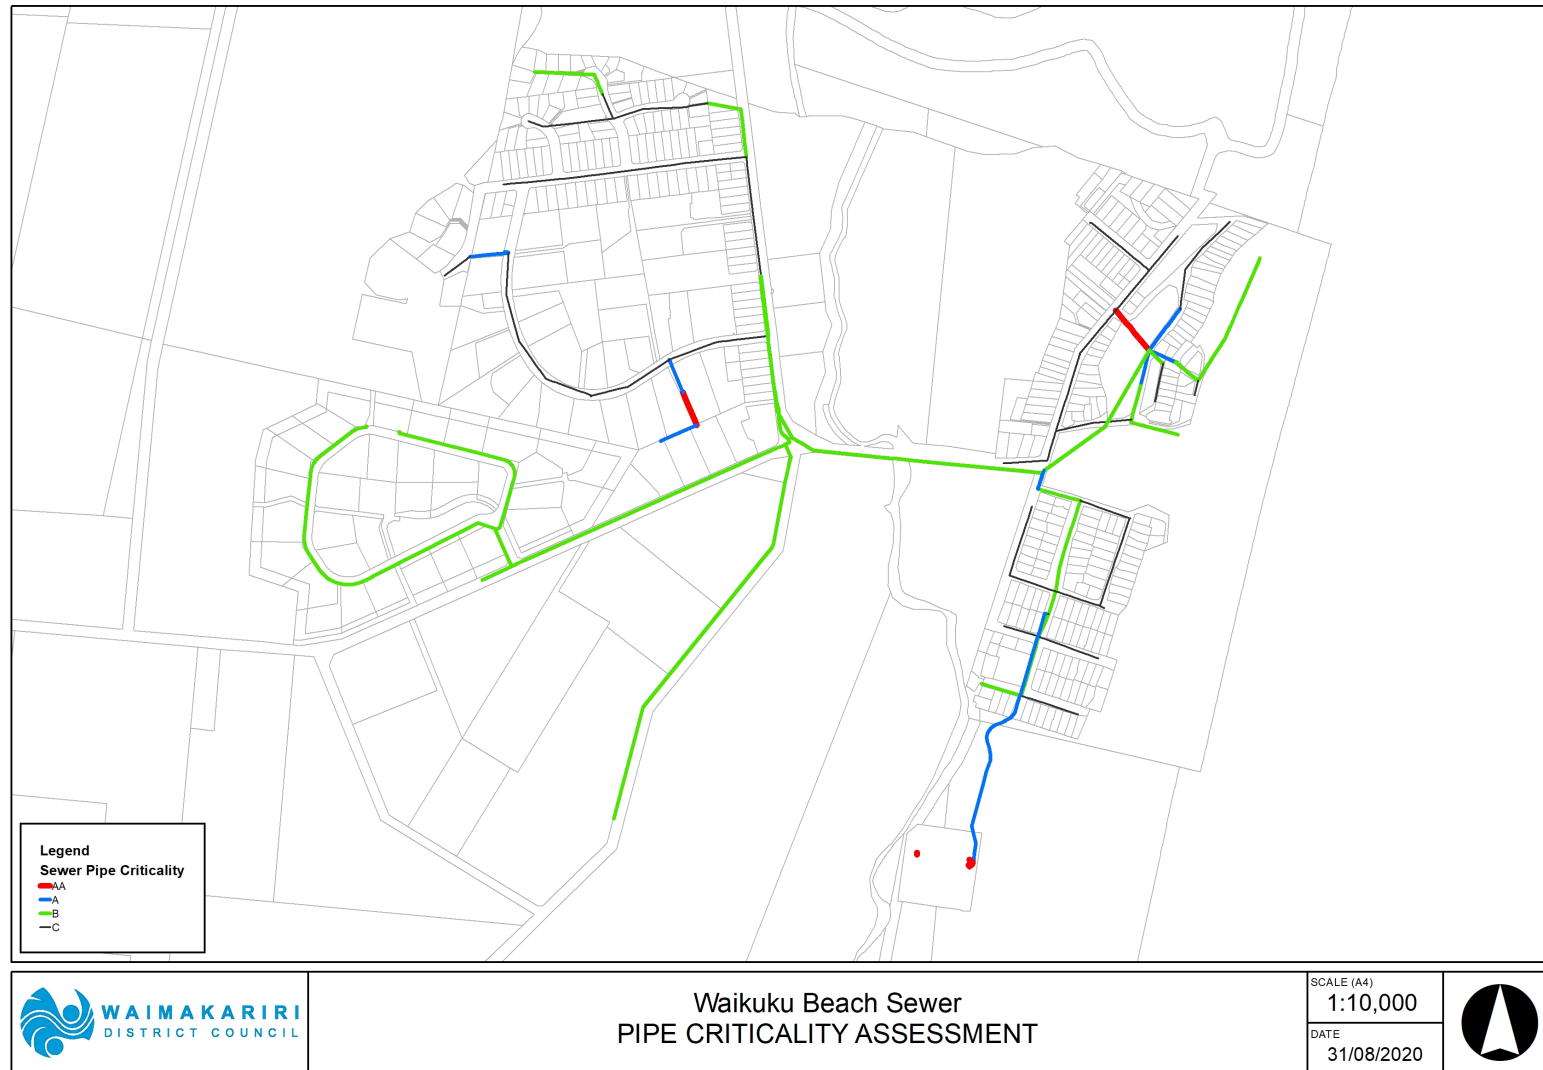 Legend
Sewer Pipe Criticality
AA
A
B
C
WAIMAKARIRI
DISTRICT COUNCIL
Waikuku Beach Sewer
PIPE CRITICALITY ASSESSMENT
SCALE (A4)
1:10,000
DATE
31/08/2020